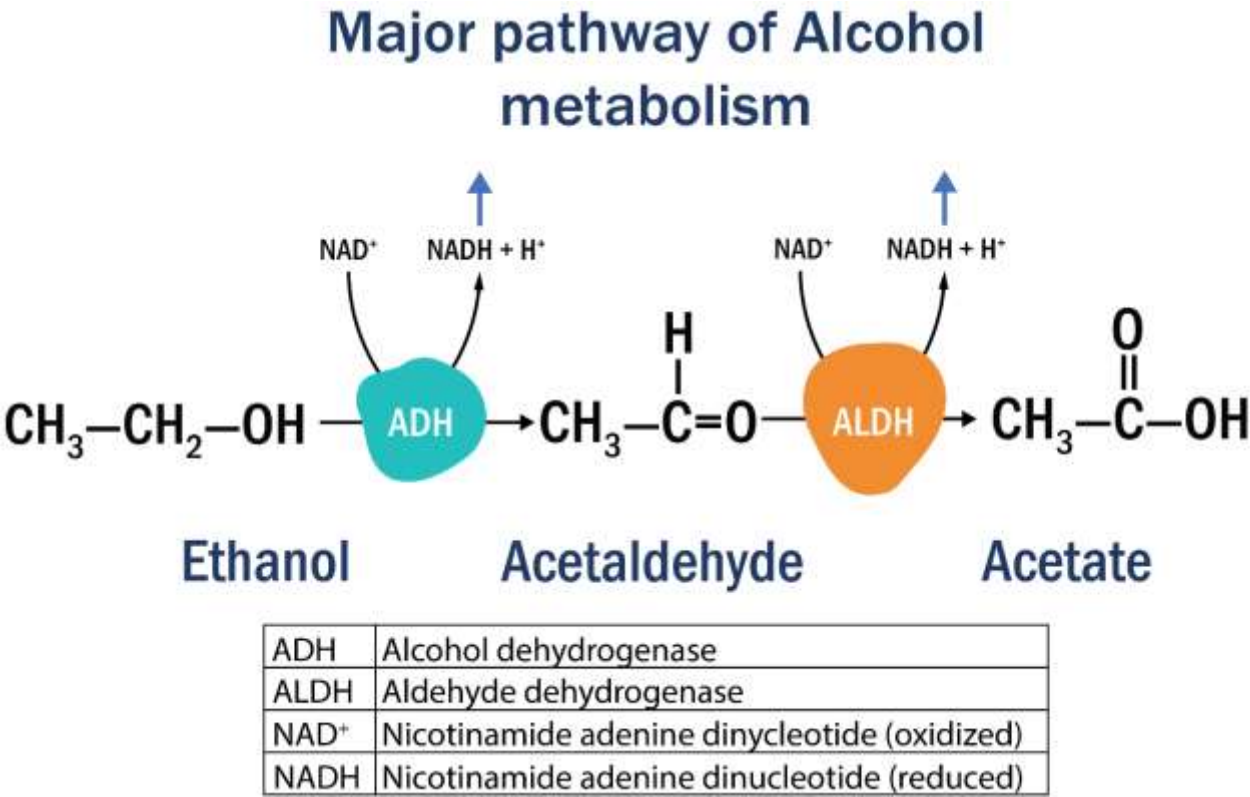 Major pathway of Alcohol
metabolism
NAD⁺ NADH + H⁺ NAD⁺ NADH + H⁺
H
O
CH₃–CH₂–OH ADH CH₃–C=O ALDH CH₃–C–OH
Ethanol Acetaldehyde Acetate
ADH Alcohol dehydrogenase
ALDH Aldehyde dehydrogenase
NAD⁺ Nicotinamide adenine dinycleotide (oxidized)
NADH Nicotinamide adenine dinucleotide (reduced)